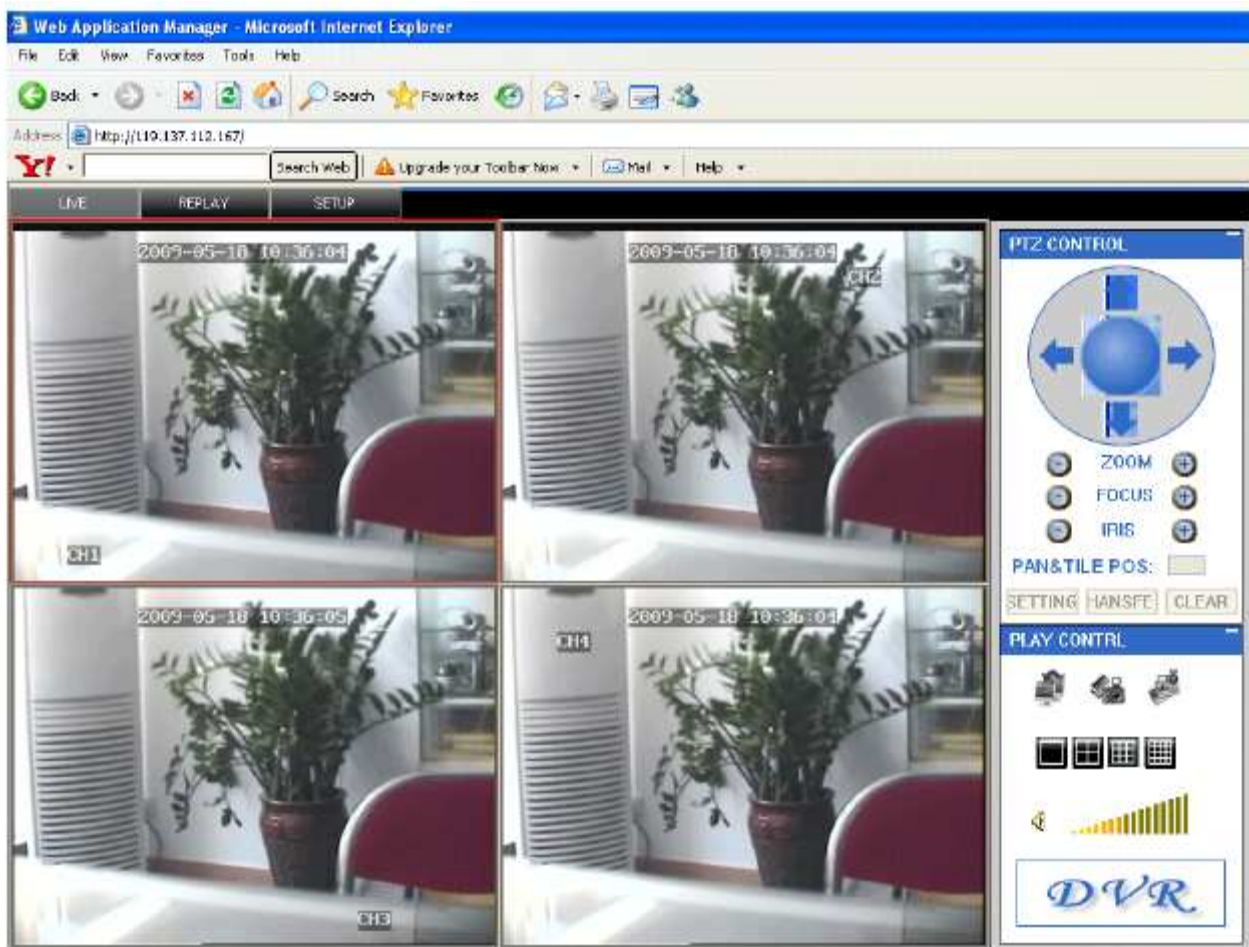 Web Application Manager - Microsoft Internet Explorer
File Edit View Favorites Tools Help
Back Search Favorites
Address http://119.137.112.167/
Y! Search Web Upgrade your Toolbar Now Mail Help
LIVE REPLAY SETUP
2009-05-18 10:36:04
CH1
2009-05-18 10:36:04
CH2
2009-05-18 10:36:05
CH3
2009-05-18 10:36:04
CH4
PTZ CONTROL
ZOOM
FOCUS
IRIS
PAN&TILE POS:
SETTING HANSFE CLEAR
PLAY CONTRL
DVR